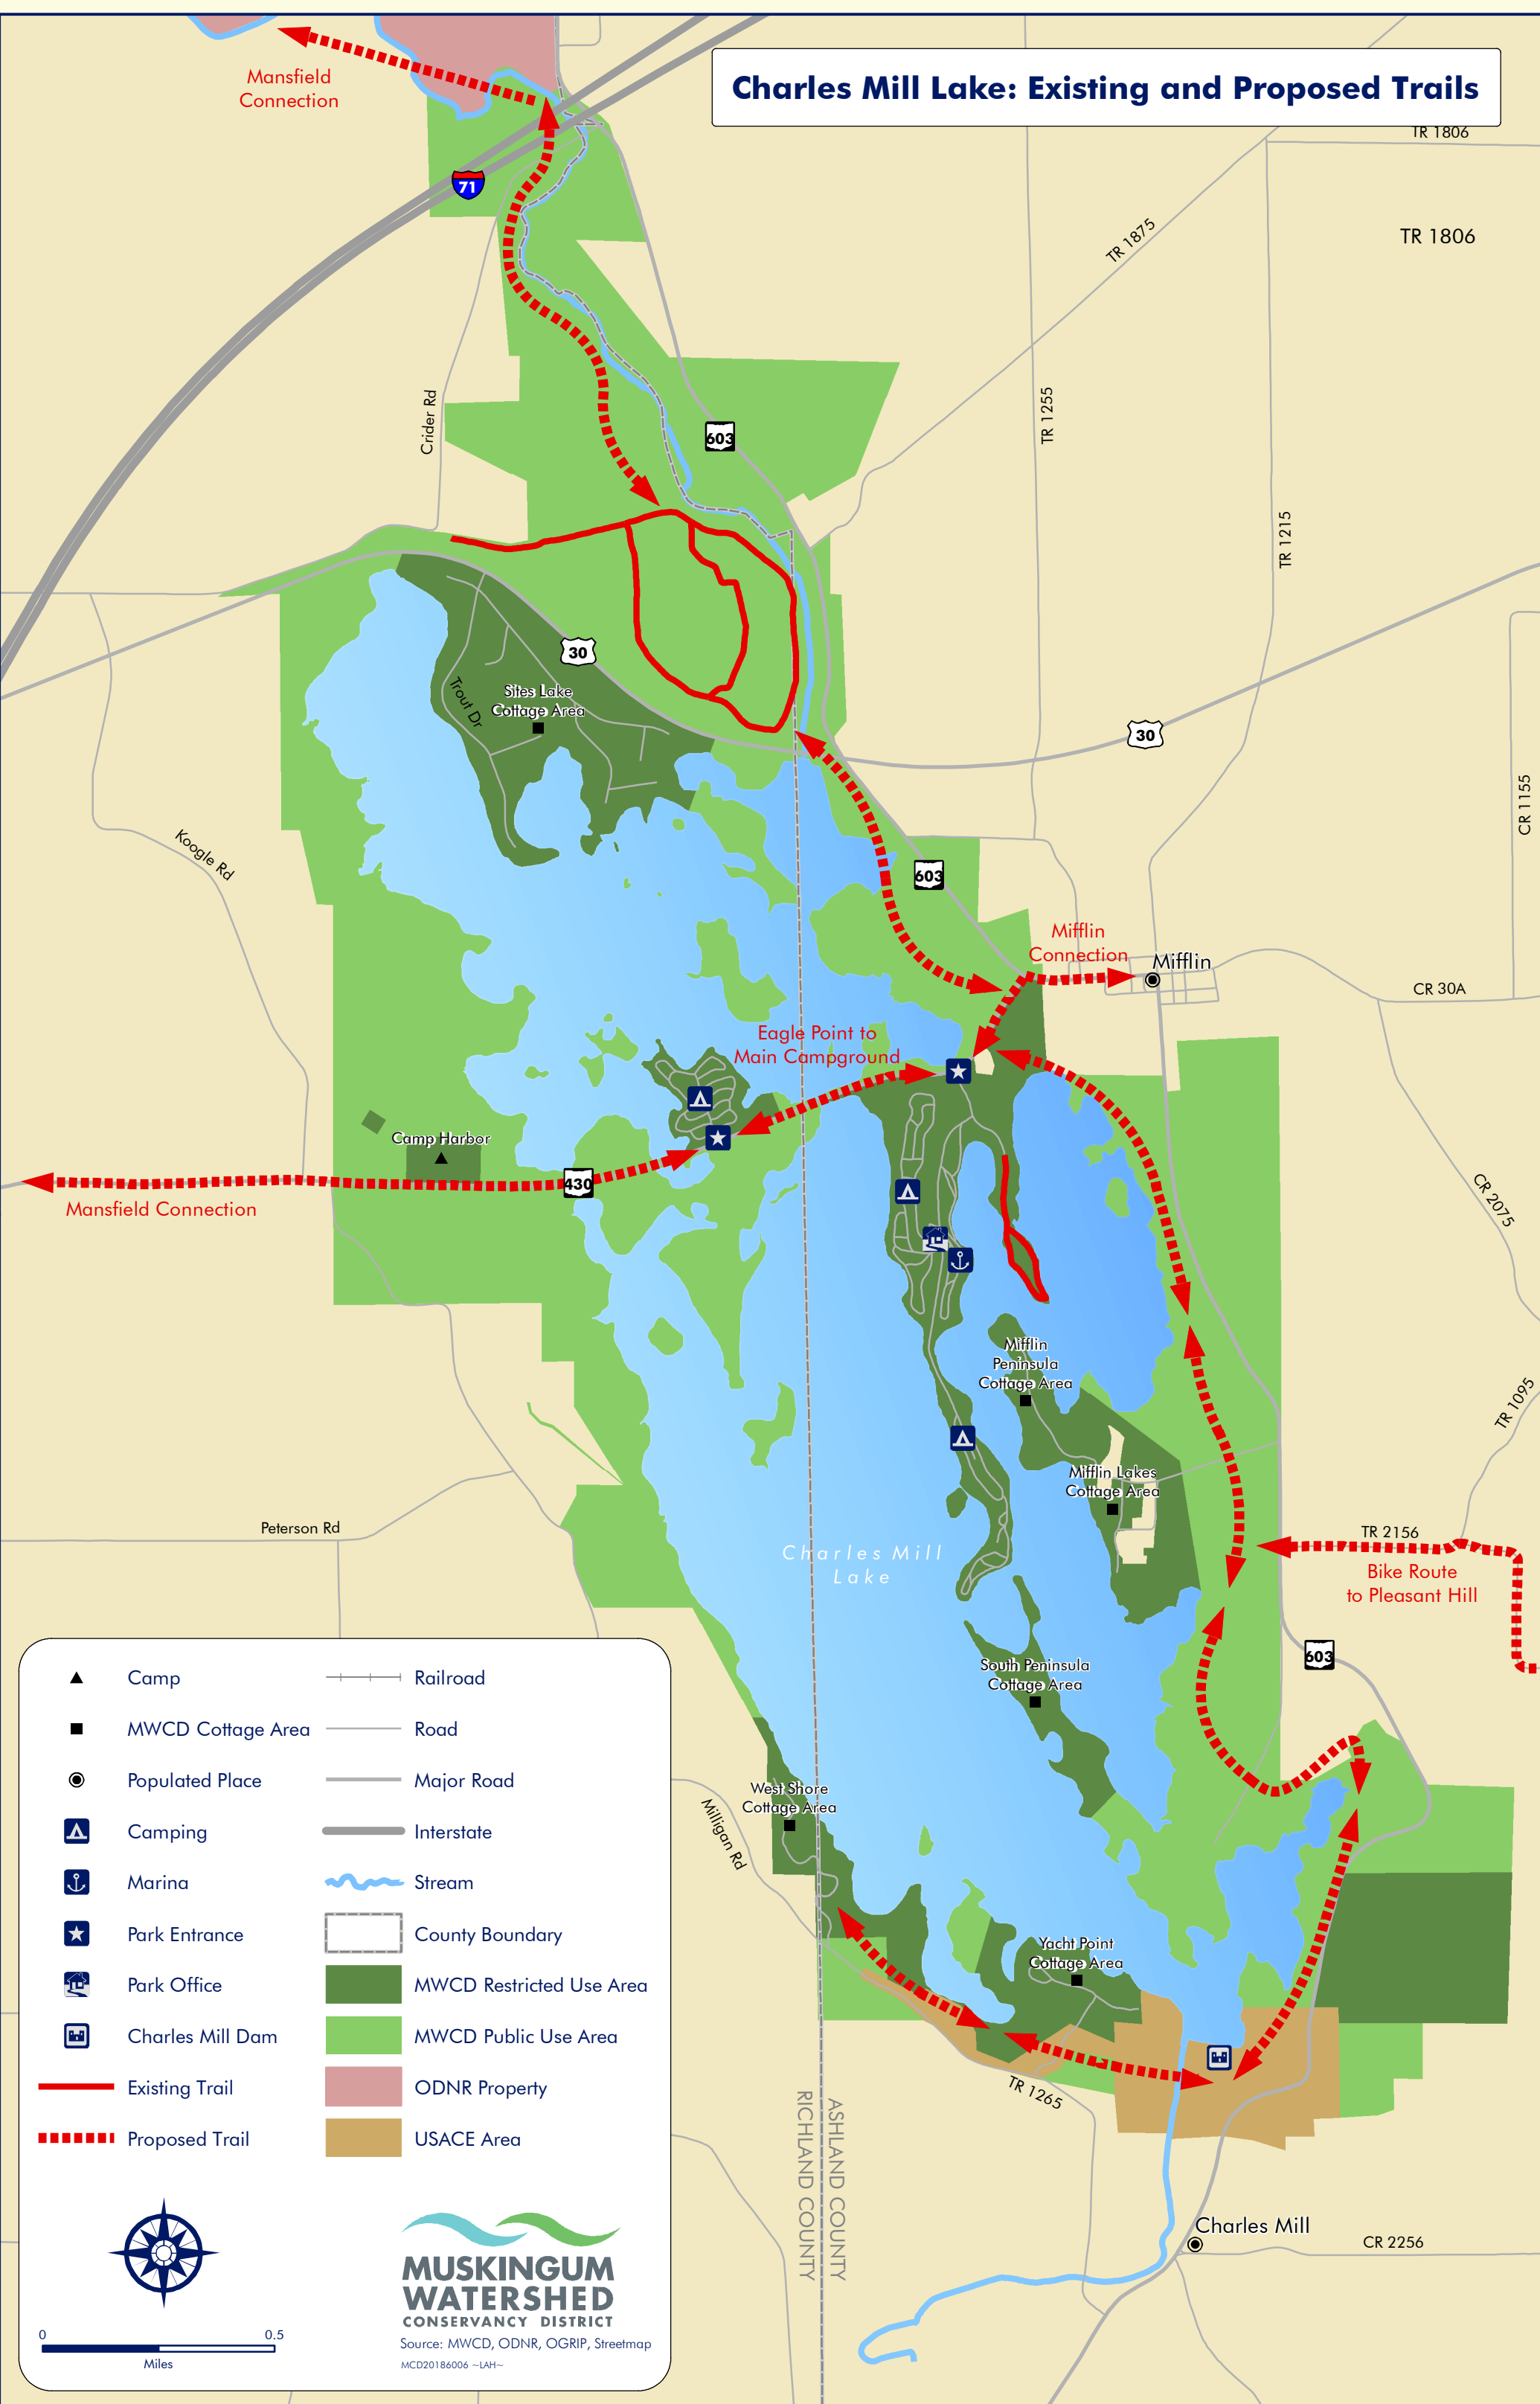 Charles Mill Lake: Existing and Proposed Trails
Mansfield
Connection
71
TR 1806
TR 1806
TR 1875
Crider Rd
603
TR 1255
TR 1215
30
Trout Dr
Sites Lake
Cottage Area
30
CR 1155
Koogle Rd
603
Mifflin
Connection
Mifflin
CR 30A
Eagle Point to
Main Campground
Camp Harbor
430
Mansfield Connection
CR 2075
Mifflin
Peninsula
Cottage Area
TR 1095
Mifflin Lakes
Cottage Area
Peterson Rd
TR 2156
Charles Mill
Lake
Bike Route
to Pleasant Hill
603
South Peninsula
Cottage Area
West Shore
Cottage Area
Milligan Rd
Yacht Point
Cottage Area
TR 1265
RICHLAND COUNTY
ASHLAND COUNTY
Charles Mill
CR 2256
Camp
MWCD Cottage Area
Populated Place
Camping
Marina
Park Entrance
Park Office
Charles Mill Dam
Existing Trail
Proposed Trail
Railroad
Road
Major Road
Interstate
Stream
County Boundary
MWCD Restricted Use Area
MWCD Public Use Area
ODNR Property
USACE Area
0 0.5
Miles
MUSKINGUM
WATERSHED
CONSERVANCY DISTRICT
Source: MWCD, ODNR, OGRIP, Streetmap
MCD20186006 ~LAH~